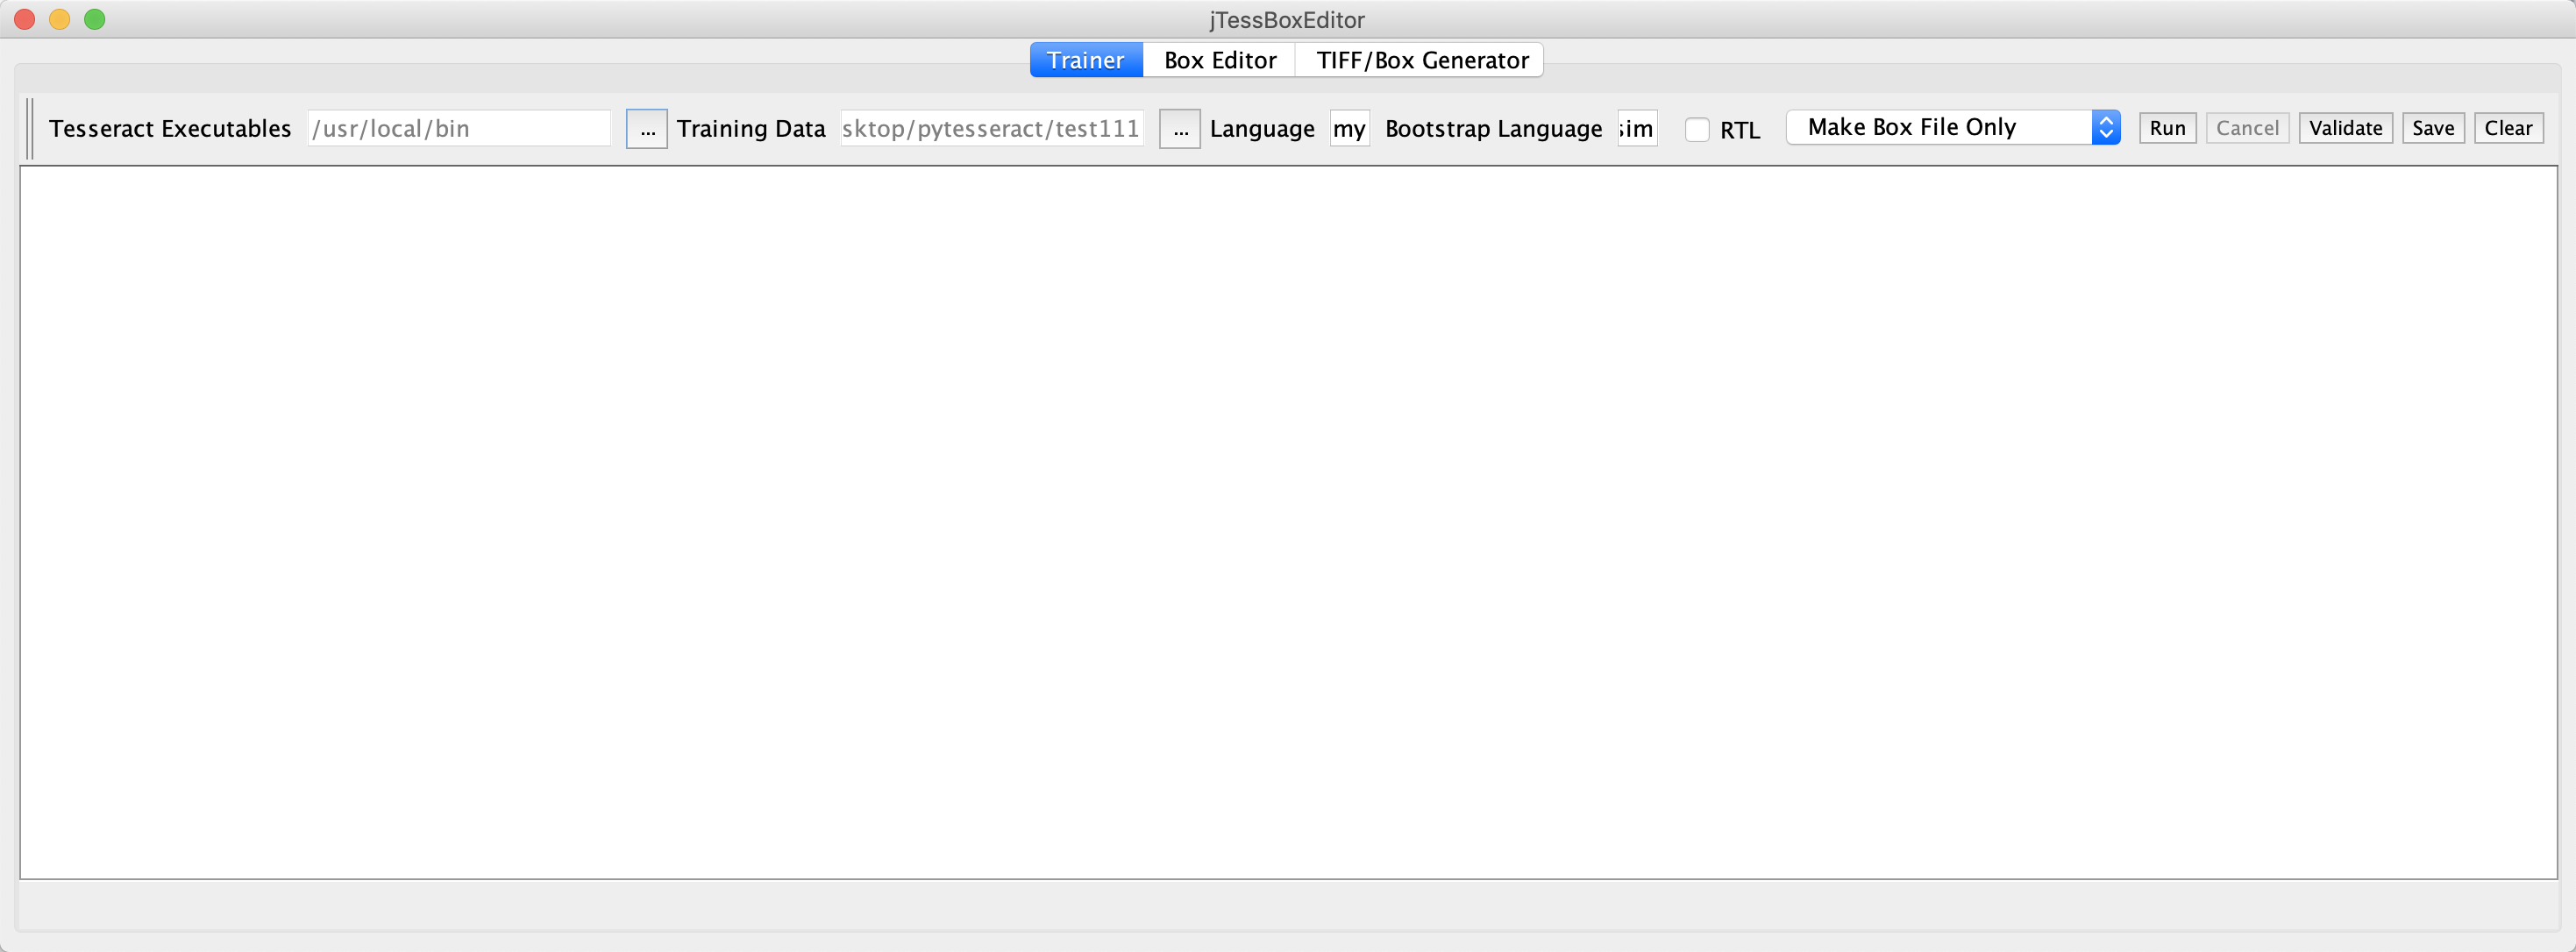 jTessBoxEditor
Trainer Box Editor TIFF/Box Generator
Tesseract Executables /usr/local/bin ... Training Data sktop/pytesseract/test111 ... Language my Bootstrap Language sim RTL Make Box File Only Run Cancel Validate Save Clear